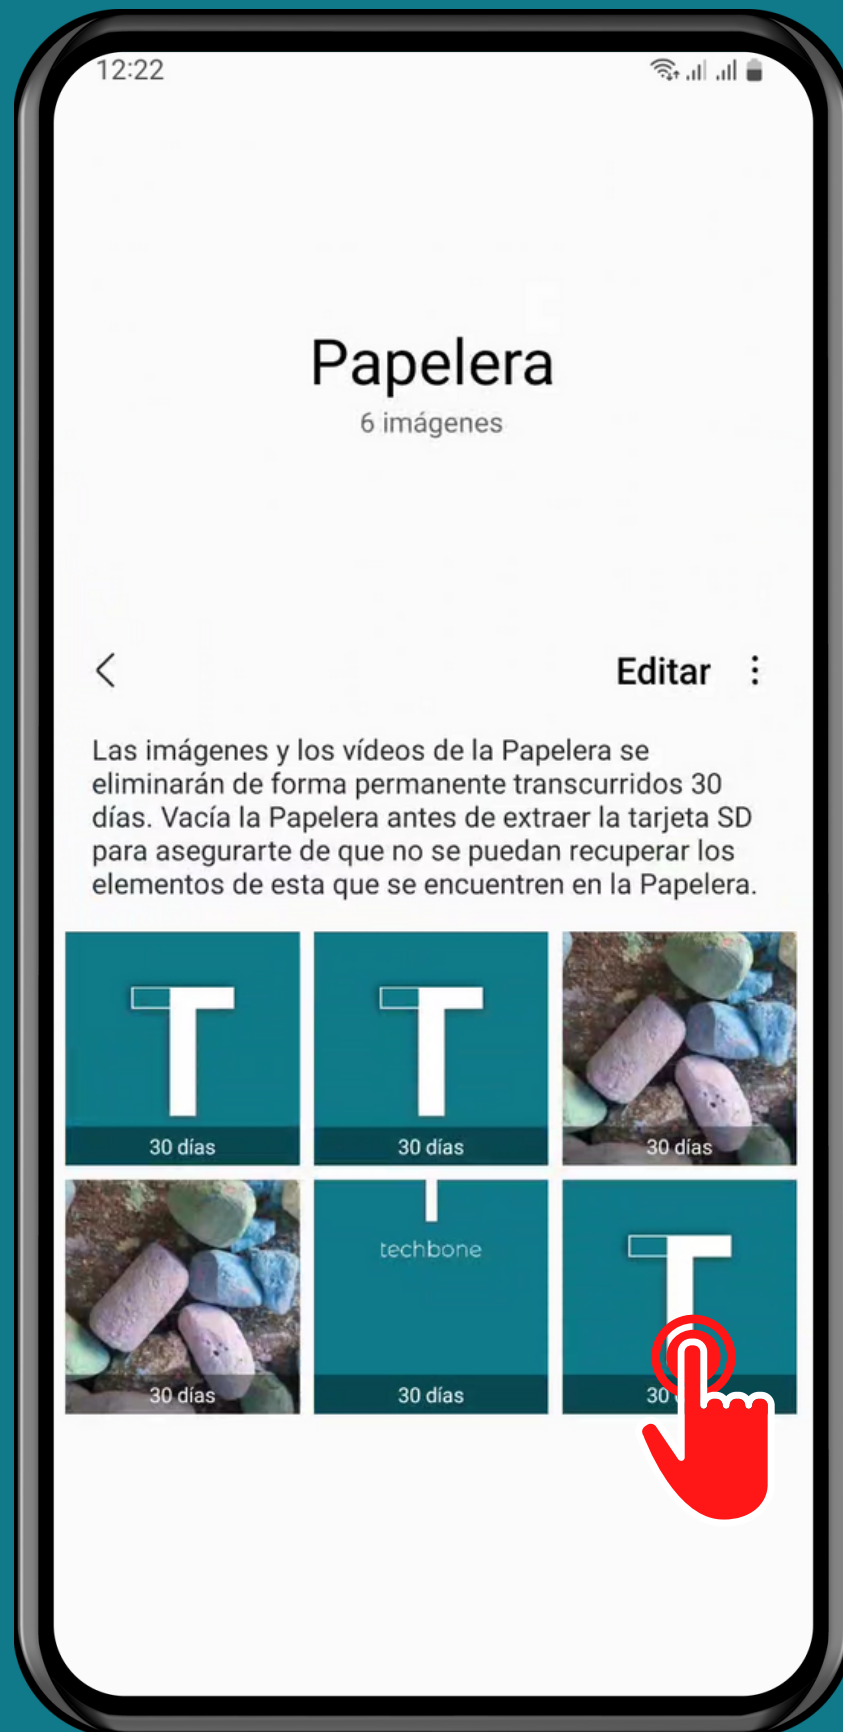 12:22
Papelera
6 imágenes
Editar
Las imágenes y los vídeos de la Papelera se
eliminarán de forma permanente transcurridos 30
días. Vacía la Papelera antes de extraer la tarjeta SD
para asegurarte de que no se puedan recuperar los
elementos de esta que se encuentren en la Papelera.
T
T
30 días
30 días
30 días
techbone
T
30 días
30 días
30